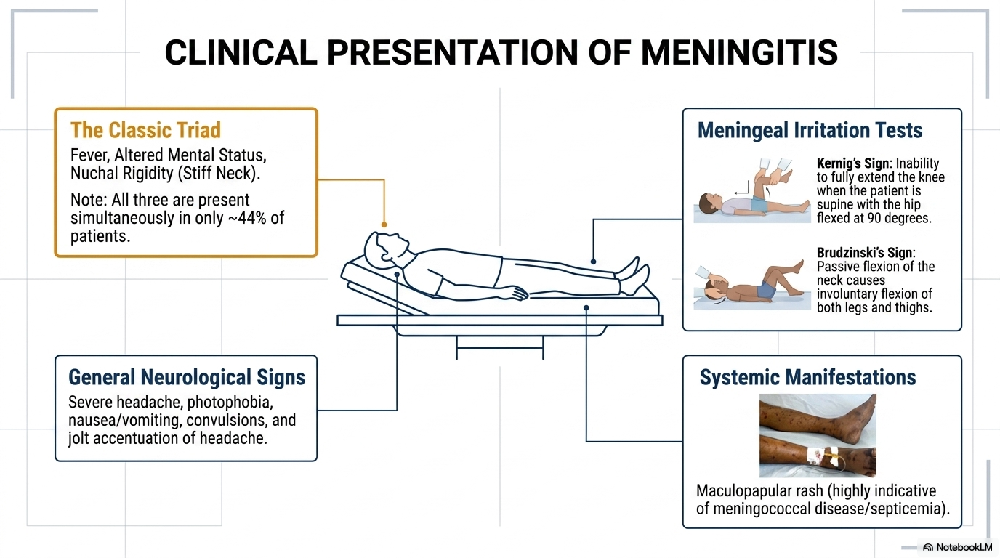 CLINICAL PRESENTATION OF MENINGITIS
The Classic Triad
Fever, Altered Mental Status,
Nuchal Rigidity (Stiff Neck).
Note: All three are present
simultaneously in only ~44% of
patients.
General Neurological Signs
Severe headache, photophobia,
nausea/vomiting, convulsions, and
jolt accentuation of headache.
Meningeal Irritation Tests
Kernig's Sign: Inability
to fully extend the knee
when the patient is
supine with the hip
flexed at 90 degrees.
Brudzinski's Sign:
Passive flexion of the
neck causes
involuntary flexion of
both legs and thighs.
Systemic Manifestations
Maculopapular rash (highly indicative
of meningococcal disease/septicemia).
NotebookLM